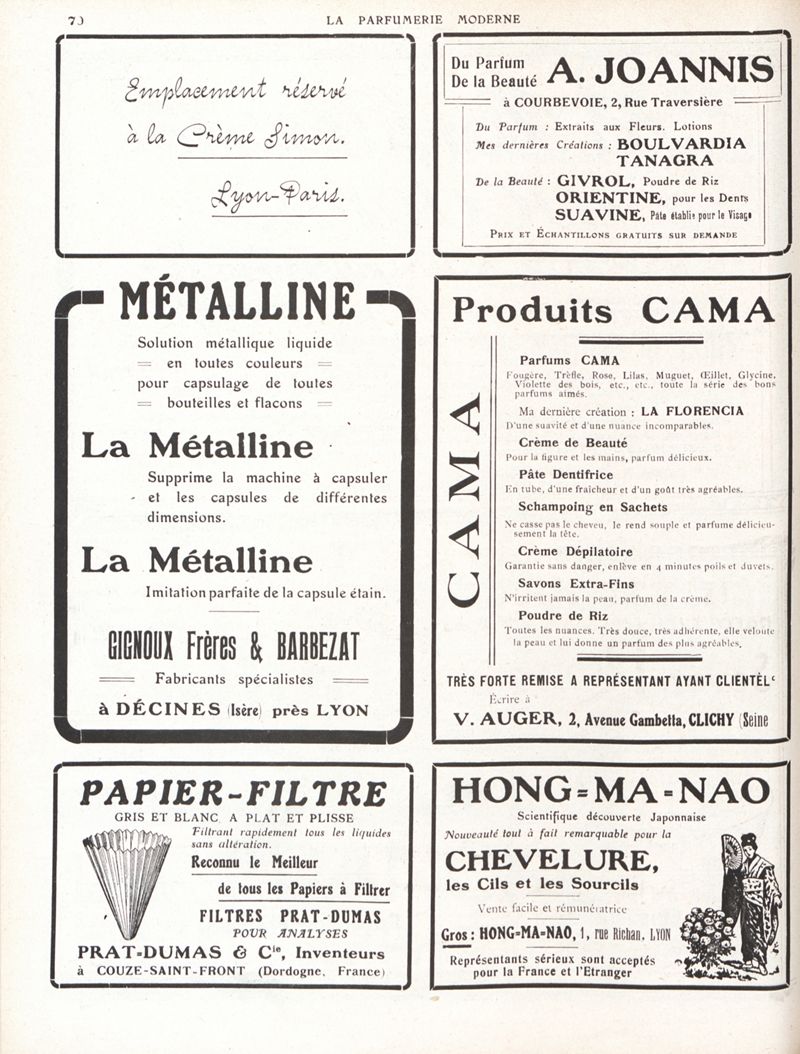 70
LA PARFUMERIE MODERNE
Emplacement réservé
à la Crème Simon.
Lyon-Paris.
Du Parfum
De la Beauté
A. JOANNIS
à COURBEVOIE, 2, Rue Traversière
Du Parfum : Extraits aux Fleurs. Lotions
Mes dernières Créations : BOULVARDIA
TANAGRA
De la Beauté : GIVROL, Poudre de Riz
ORIENTINE, pour les Dents
SUAVINE, Pâte établie pour le Visage
PRIX ET ÉCHANTILLONS GRATUITS SUR DEMANDE
MÉTALLINE
Solution métallique liquide
en toutes couleurs
pour capsulage de toutes
bouteilles et flacons
La Métalline
Supprime la machine à capsuler
et les capsules de différentes
dimensions.
La Métalline
Imitation parfaite de la capsule étain.
GIGNOUX Frères & BARBEZAT
Fabricants spécialistes
à DÉCINES (Isère) près LYON
Produits CAMA
CAMA
Parfums CAMA
Fougère, Trèfle, Rose, Lilas, Muguet, Œillet, Glycine,
Violette des bois, etc., etc., toute la série des bons
parfums aimés.
Ma dernière création : LA FLORENCIA
D'une suavité et d'une nuance incomparables.
Crème de Beauté
Pour la figure et les mains, parfum délicieux.
Pâte Dentifrice
En tube, d'une fraîcheur et d'un goût très agréables.
Schampoing en Sachets
Ne casse pas le cheveu, le rend souple et parfume délicieu-
sement la tête.
Crème Dépilatoire
Garantie sans danger, enlève en 4 minutes poils et duvets.
Savons Extra-Fins
N'irritent jamais la peau, parfum de la crème.
Poudre de Riz
Toutes les nuances. Très douce, très adhérente, elle veloute
la peau et lui donne un parfum des plus agréables.
TRÈS FORTE REMISE A REPRÉSENTANT AYANT CLIENTÈLE
Écrire à
V. AUGER, 2, Avenue Gambetta, CLICHY (Seine
PAPIER-FILTRE
GRIS ET BLANC A PLAT ET PLISSE
Filtrant rapidement tous les liquides
sans altération.
Reconnu le Meilleur
de tous les Papiers à Filtrer
FILTRES PRAT-DUMAS
POUR ANALYSES
PRAT-DUMAS & Cie, Inventeurs
à COUZE-SAINT-FRONT (Dordogne, France)
HONG=MA=NAO
Scientifique découverte Japonnaise
Nouveauté tout à fait remarquable pour la
CHEVELURE,
les Cils et les Sourcils
Vente facile et rémunératrice
Gros : HONG=MA=NAO, 1, rue Richan, LYON
Représentants sérieux sont acceptés
pour la France et l'Etranger